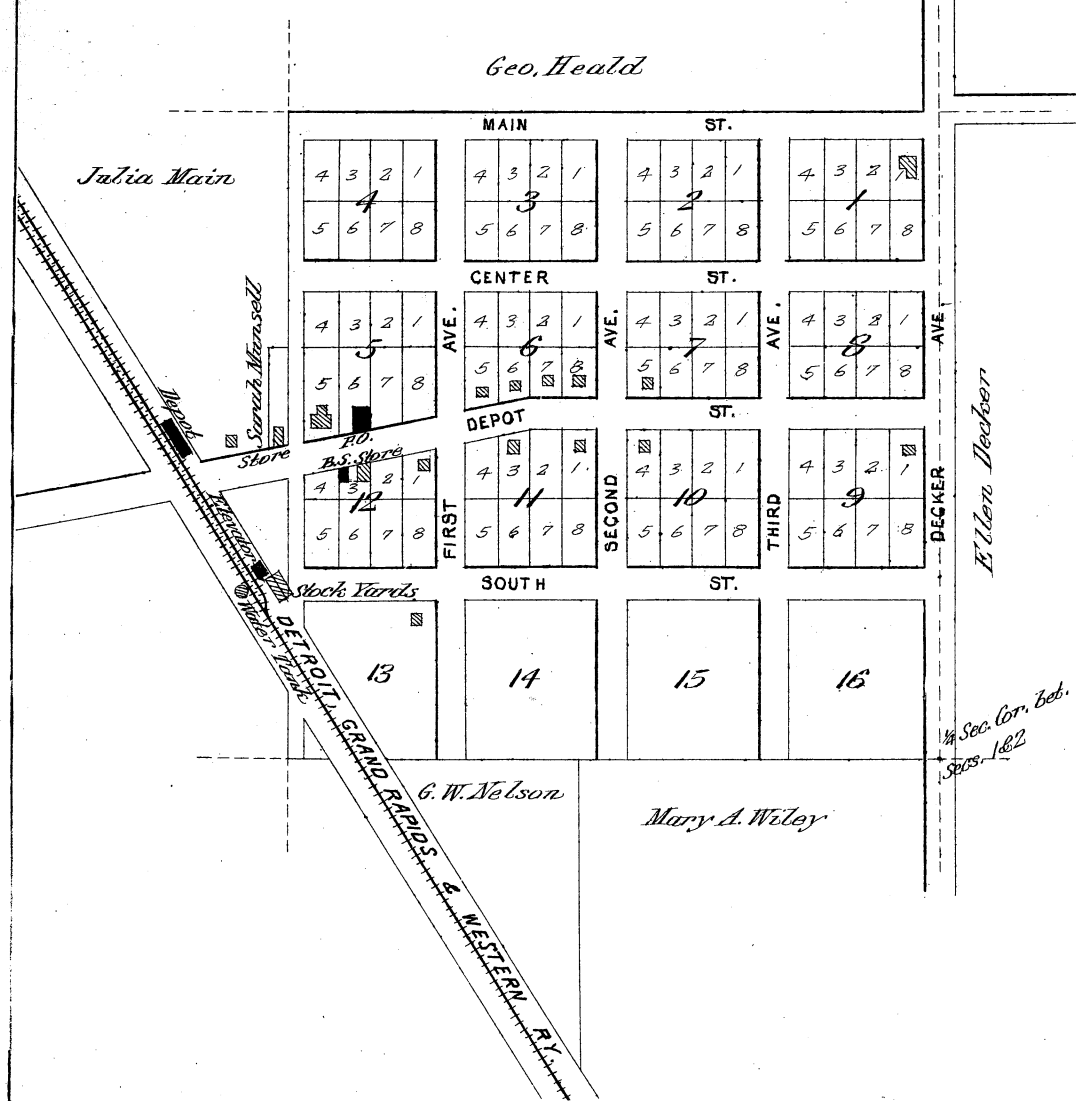 Geo. Heald
MAIN ST.
Julia Main
4 3 2 1 4 3 2 1 4 3 2 1 4 3 2 1
4 3 2 1
5 6 7 8 5 6 7 8 5 6 7 8 5 6 7 8
CENTER ST.
Sarah Mansell
AVE. AVE. AVE. AVE.
4 3 2 1 4 3 2 1 4 3 2 1 4 3 2 1
5 6 7 8
5 6 7 8 5 6 7 8 5 6 7 8 5 6 7 8
Depot
DEPOT ST.
Store
P.O.
B.S. Store
Ellen Decker
4 3 2 1 4 3 2 1 4 3 2 1 4 3 2 1
12 11 10 9
5 6 7 8 5 6 7 8 5 6 7 8 5 6 7 8
FIRST SECOND THIRD DECKER
Elevator
SOUTH ST.
Stock Yards
Water Tank
13 14 15 16
DETROIT, GRAND RAPIDS & WESTERN RY.
1/4 Sec. Cor. bet.
Secs. 1&2
G. W. Nelson
Mary A. Wiley